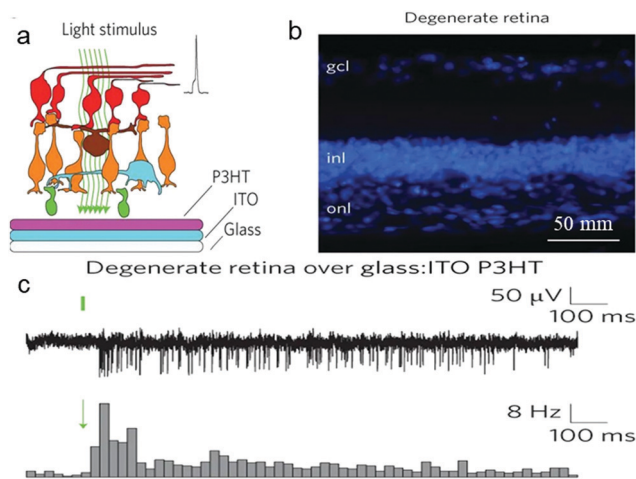 a
Light stimulus
P3HT
ITO
Glass
b
Degenerate retina
gcl
inl
onl
50 mm
Degenerate retina over glass:ITO P3HT
c
50 µV
100 ms
8 Hz
100 ms